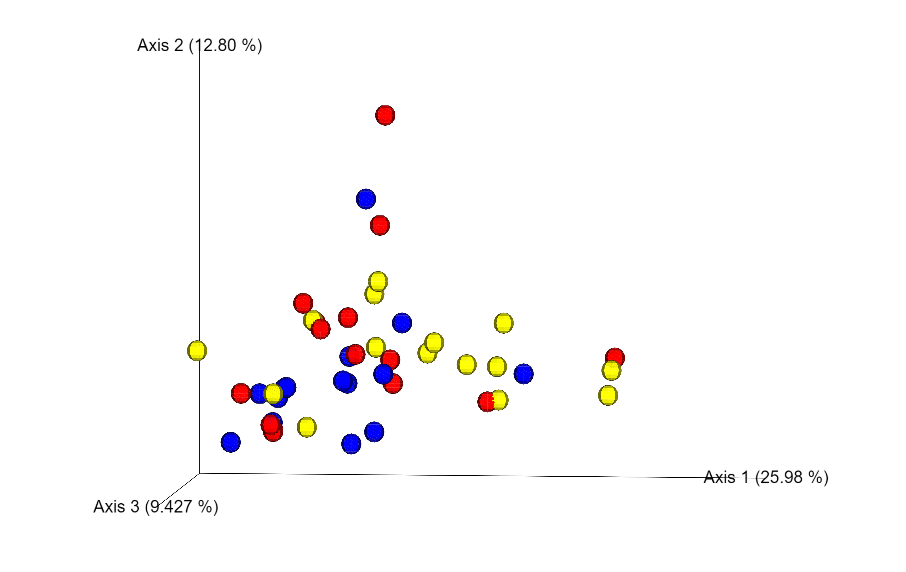 Axis 2 (12.80 %)
Axis 1 (25.98 %)
Axis 3 (9.427 %)